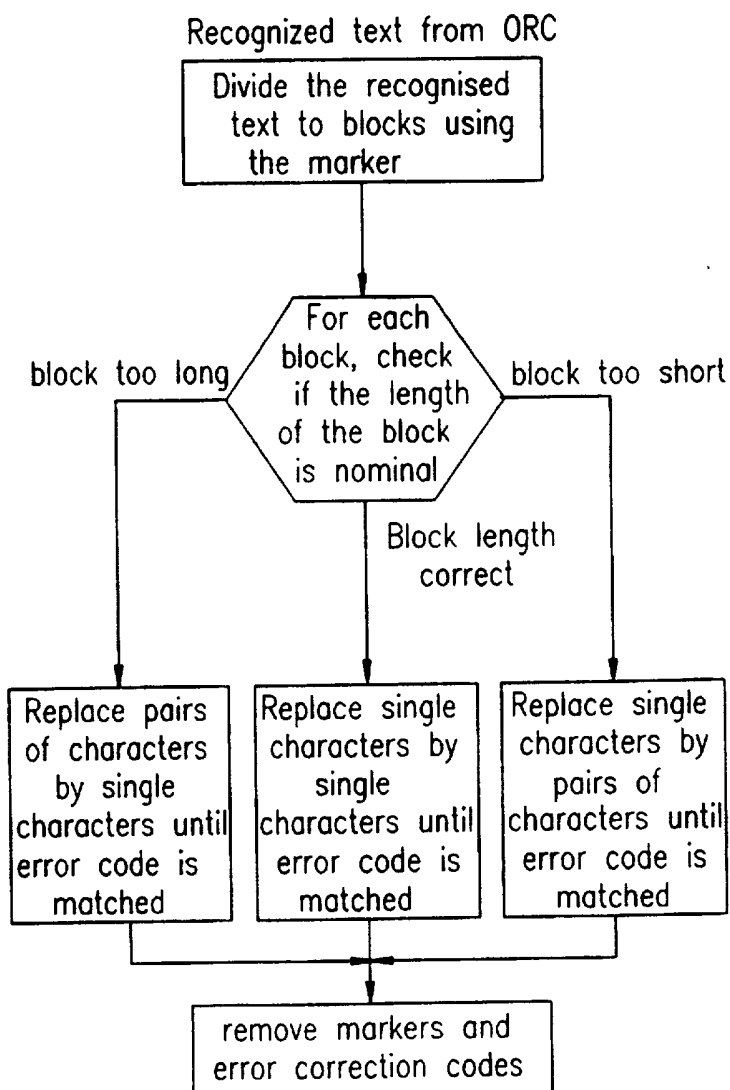 Recognized text from ORC
Divide the recognised
text to blocks using
the marker
For each
block, check
if the length
of the block
is nominal
block too long
block too short
Block length
correct
Replace pairs
of characters
by single
characters until
error code is
matched
Replace single
characters by
single
characters until
error code is
matched
Replace single
characters by
pairs of
characters until
error code is
matched
remove markers and
error correction codes